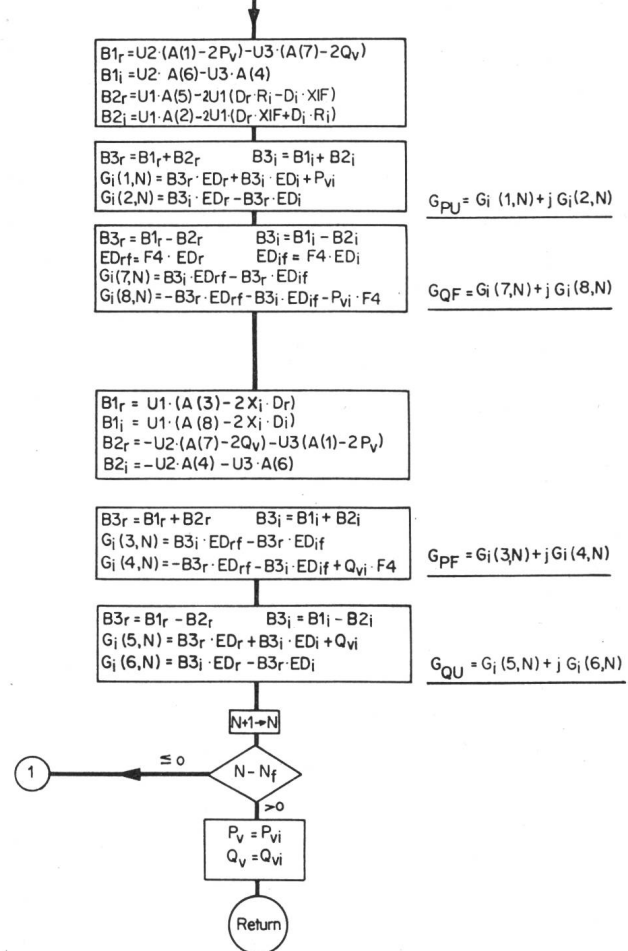 B1r=U2·(A(1)-2Pv)-U3·(A(7)-2Qv)
B1i=U2·A(6)-U3·A(4)
B2r=U1·A(5)-2U1(Dr·Ri-Di·XIF)
B2i=U1·A(2)-2U1·(Dr·XIF+Di·Ri)
B3r=B1r+B2r B3i=B1i+B2i
Gi(1,N)=B3r·EDr+B3i·EDi+Pvi
Gi(2,N)=B3i·EDr-B3r·EDi
GPU=Gi(1,N)+jGi(2,N)
B3r=B1r-B2r B3i=B1i-B2i
EDrf=F4·EDr EDif=F4·EDi
Gi(7,N)=B3i·EDrf-B3r·EDif
Gi(8,N)=-B3r·EDrf-B3i·EDif-Pvi·F4
GQF=Gi(7,N)+jGi(8,N)
B1r=U1·(A(3)-2Xi·Dr)
B1i=U1·(A(8)-2Xi·Di)
B2r=-U2·(A(7)-2Qv)-U3(A(1)-2Pv)
B2i=-U2·A(4)-U3·A(6)
B3r=B1r+B2r B3i=B1i+B2i
Gi(3,N)=B3i·EDrf-B3r·EDif
Gi(4,N)=-B3r·EDrf-B3i·EDif+Qvi·F4
GPF=Gi(3,N)+jGi(4,N)
B3r=B1r-B2r B3i=B1i-B2i
Gi(5,N)=B3r·EDr+B3i·EDi+Qvi
Gi(6,N)=B3i·EDr-B3r·EDi
GQU=Gi(5,N)+jGi(6,N)
N+1→N
1 ≤0 N-Nf
>0
Pv=Pvi
Qv=Qvi
Return